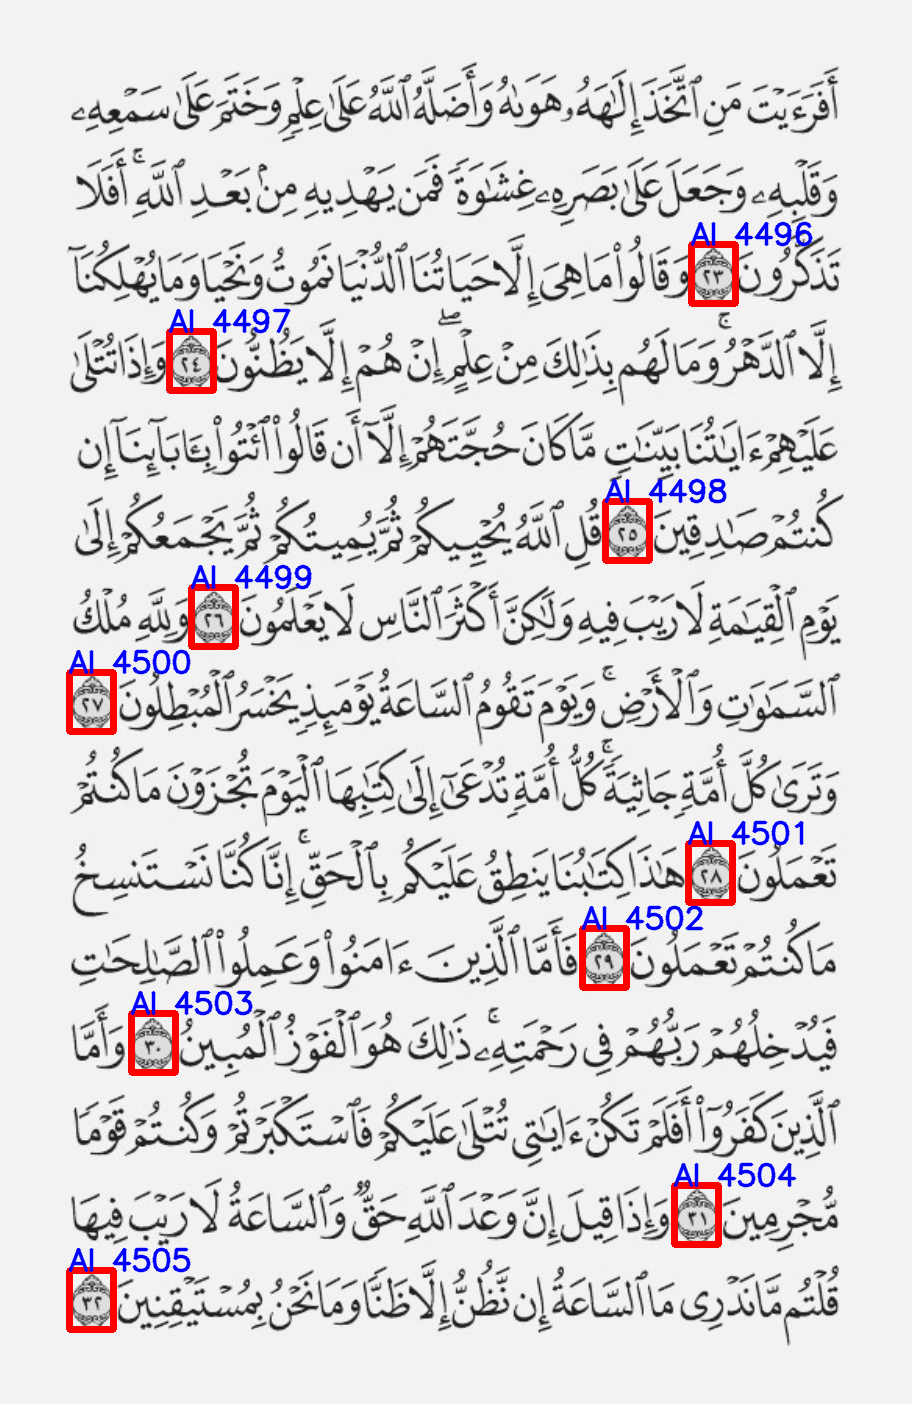 أَفَرَءَيْتَ مَنِ ٱتَّخَذَ إِلَٰهَهُۥ هَوَىٰهُ وَأَضَلَّهُ ٱللَّهُ عَلَىٰ عِلْمٍ وَخَتَمَ عَلَىٰ سَمْعِهِۦ
وَقَلْبِهِۦ وَجَعَلَ عَلَىٰ بَصَرِهِۦ غِشَٰوَةً فَمَن يَهْدِيهِ مِنۢ بَعْدِ ٱللَّهِ ۚ أَفَلَا
AI 4496
تَذَكَّرُونَ ٢٣ وَقَالُوا۟ مَا هِىَ إِلَّا حَيَاتُنَا ٱلدُّنْيَا نَمُوتُ وَنَحْيَا وَمَا يُهْلِكُنَآ
AI 4497
إِلَّا ٱلدَّهْرُ ۚ وَمَا لَهُم بِذَٰلِكَ مِنْ عِلْمٍ ۖ إِنْ هُمْ إِلَّا يَظُنُّونَ ٢٤ وَإِذَا تُتْلَىٰ
عَلَيْهِمْ ءَايَٰتُنَا بَيِّنَٰتٍ مَّا كَانَ حُجَّتَهُمْ إِلَّآ أَن قَالُوا۟ ٱئْتُوا۟ بِـَٔابَآئِنَآ إِن
AI 4498
كُنتُمْ صَٰدِقِينَ ٢٥ قُلِ ٱللَّهُ يُحْيِيكُمْ ثُمَّ يُمِيتُكُمْ ثُمَّ يَجْمَعُكُمْ إِلَىٰ
AI 4499
يَوْمِ ٱلْقِيَٰمَةِ لَا رَيْبَ فِيهِ وَلَٰكِنَّ أَكْثَرَ ٱلنَّاسِ لَا يَعْلَمُونَ ٢٦ وَلِلَّهِ مُلْكُ
AI 4500
ٱلسَّمَٰوَٰتِ وَٱلْأَرْضِ ۚ وَيَوْمَ تَقُومُ ٱلسَّاعَةُ يَوْمَئِذٍ يَخْسَرُ ٱلْمُبْطِلُونَ ٢٧
وَتَرَىٰ كُلَّ أُمَّةٍ جَاثِيَةً ۚ كُلُّ أُمَّةٍ تُدْعَىٰٓ إِلَىٰ كِتَٰبِهَا ٱلْيَوْمَ تُجْزَوْنَ مَا كُنتُمْ
AI 4501
تَعْمَلُونَ ٢٨ هَٰذَا كِتَٰبُنَا يَنطِقُ عَلَيْكُم بِٱلْحَقِّ ۚ إِنَّا كُنَّا نَسْتَنسِخُ
AI 4502
مَا كُنتُمْ تَعْمَلُونَ ٢٩ فَأَمَّا ٱلَّذِينَ ءَامَنُوا۟ وَعَمِلُوا۟ ٱلصَّٰلِحَٰتِ
AI 4503
فَيُدْخِلُهُمْ رَبُّهُمْ فِى رَحْمَتِهِۦ ۚ ذَٰلِكَ هُوَ ٱلْفَوْزُ ٱلْمُبِينُ ٣٠ وَأَمَّا
ٱلَّذِينَ كَفَرُوٓا۟ أَفَلَمْ تَكُنْ ءَايَٰتِى تُتْلَىٰ عَلَيْكُمْ فَٱسْتَكْبَرْتُمْ وَكُنتُمْ قَوْمًا
AI 4504
مُّجْرِمِينَ ٣١ وَإِذَا قِيلَ إِنَّ وَعْدَ ٱللَّهِ حَقٌّ وَٱلسَّاعَةُ لَا رَيْبَ فِيهَا
AI 4505
قُلْتُم مَّا نَدْرِى مَا ٱلسَّاعَةُ إِن نَّظُنُّ إِلَّا ظَنًّا وَمَا نَحْنُ بِمُسْتَيْقِنِينَ ٣٢